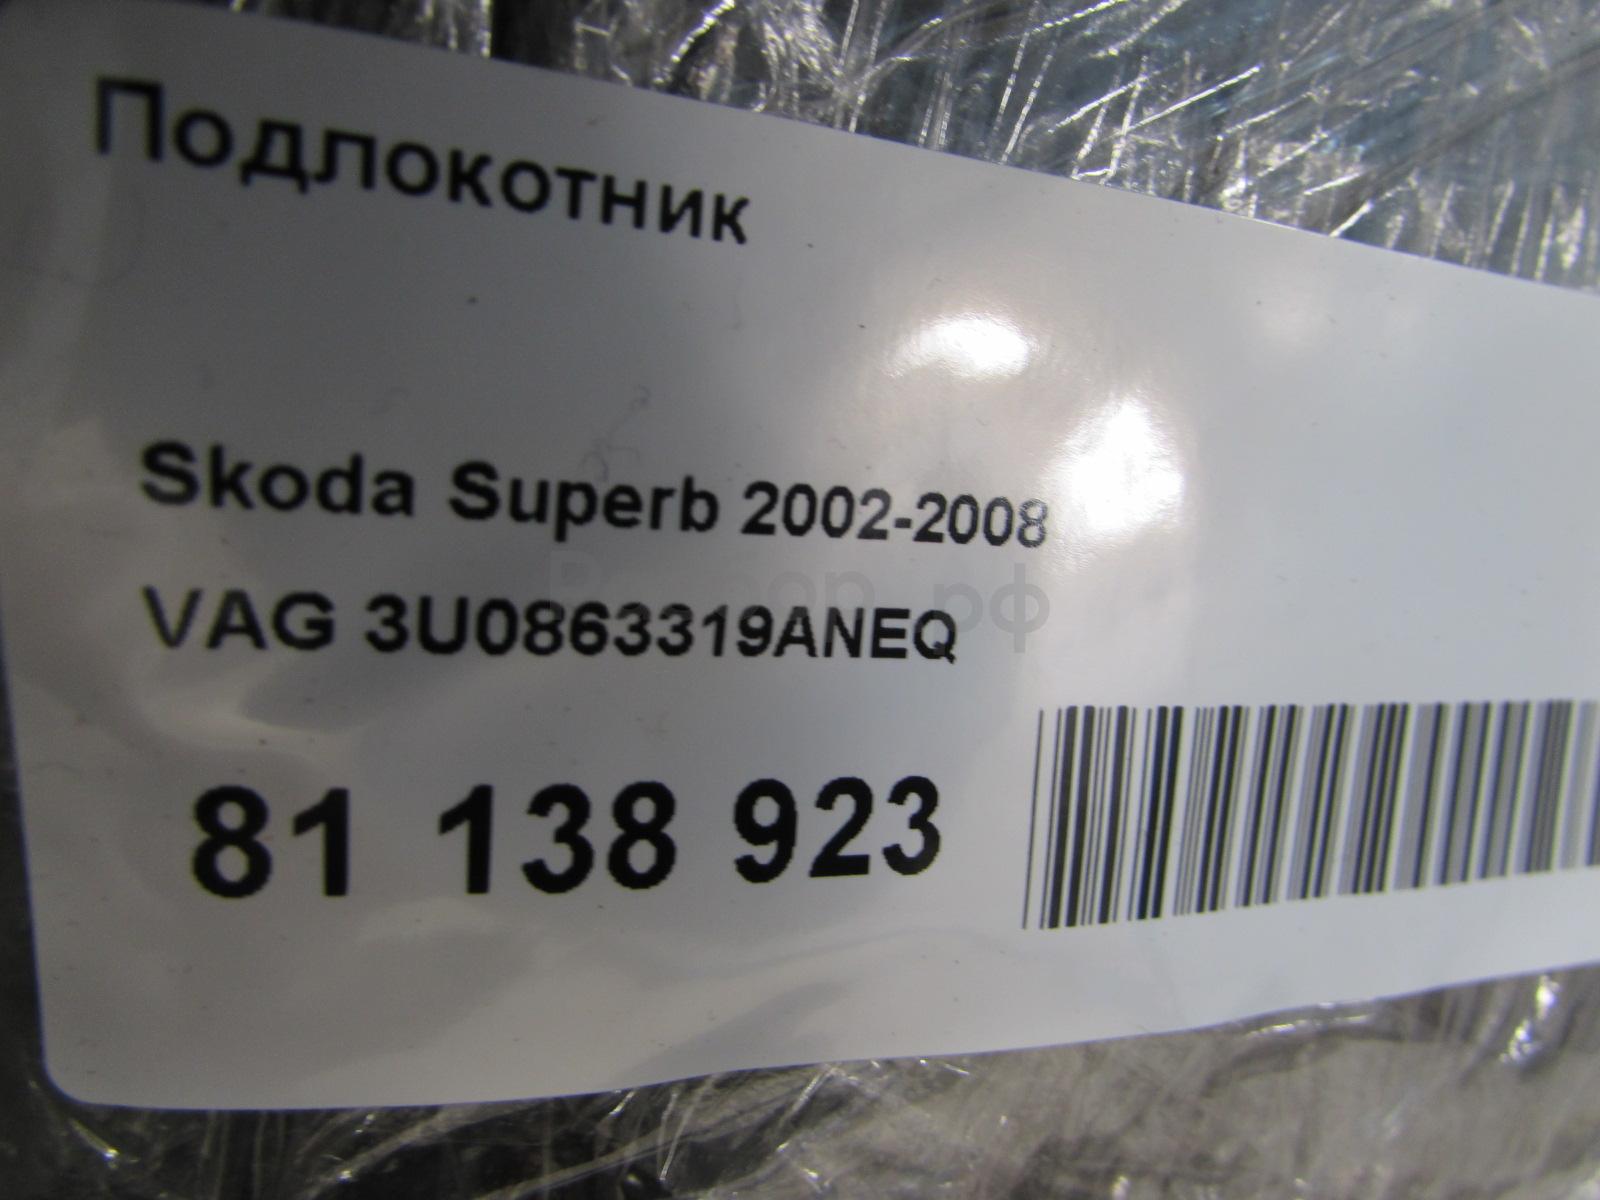 Подлокотник
Skoda Superb 2002-2008
VAG 3U0863319ANEQ
81 138 923